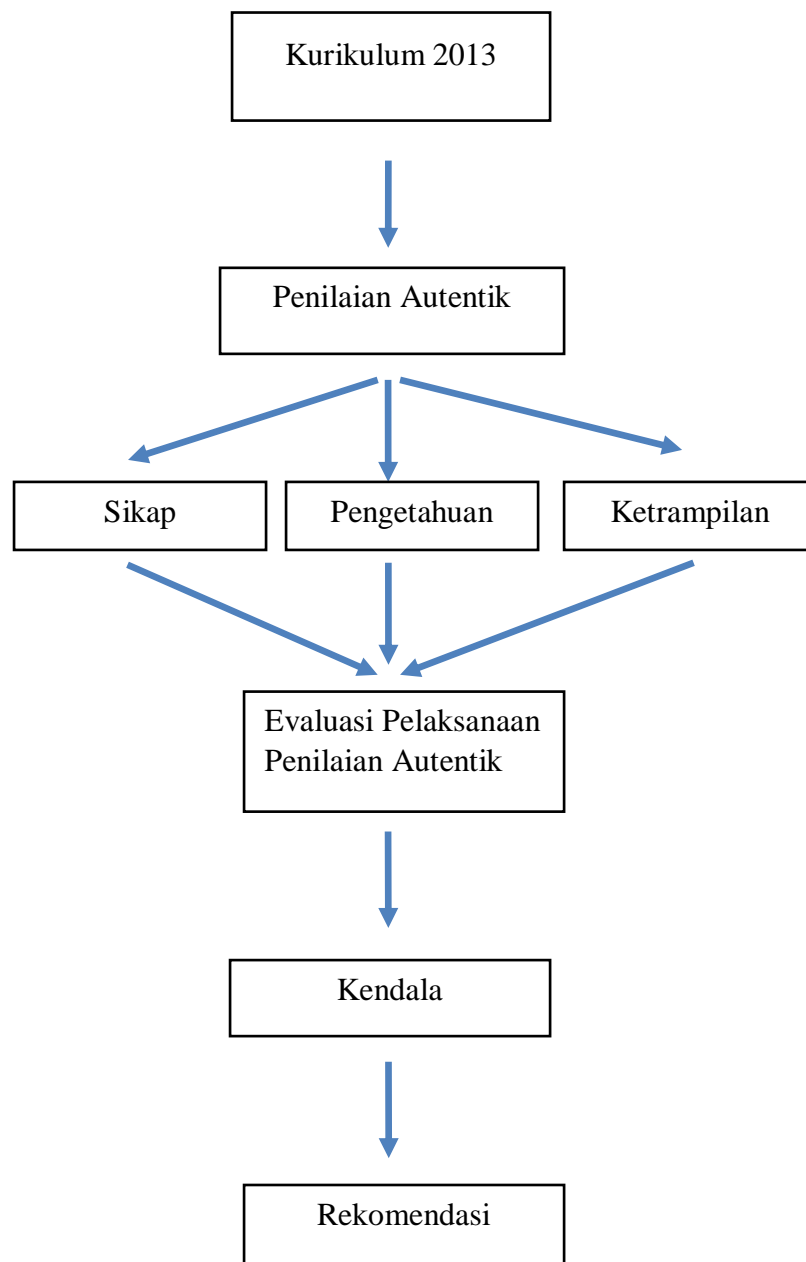 Kurikulum 2013
Penilaian Autentik
Sikap
Pengetahuan
Ketrampilan
Evaluasi Pelaksanaan
Penilaian Autentik
Kendala
Rekomendasi